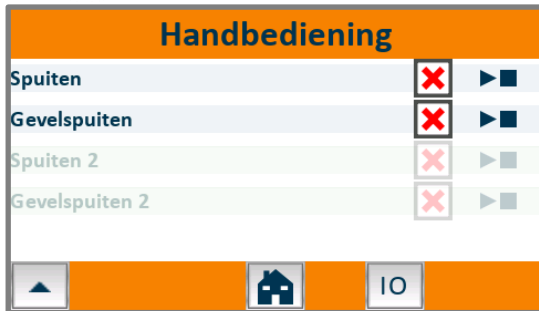 Handbediening
Spuiten
Gevelspuiten
Spuiten 2
Gevelspuiten 2
IO